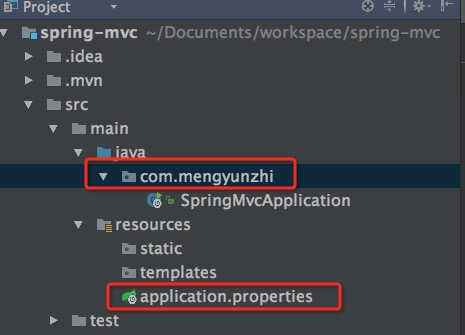 Project
spring-mvc ~/Documents/workspace/spring-mvc
.idea
.mvn
src
main
java
com.mengyunzhi
SpringMvcApplication
resources
static
templates
application.properties
test